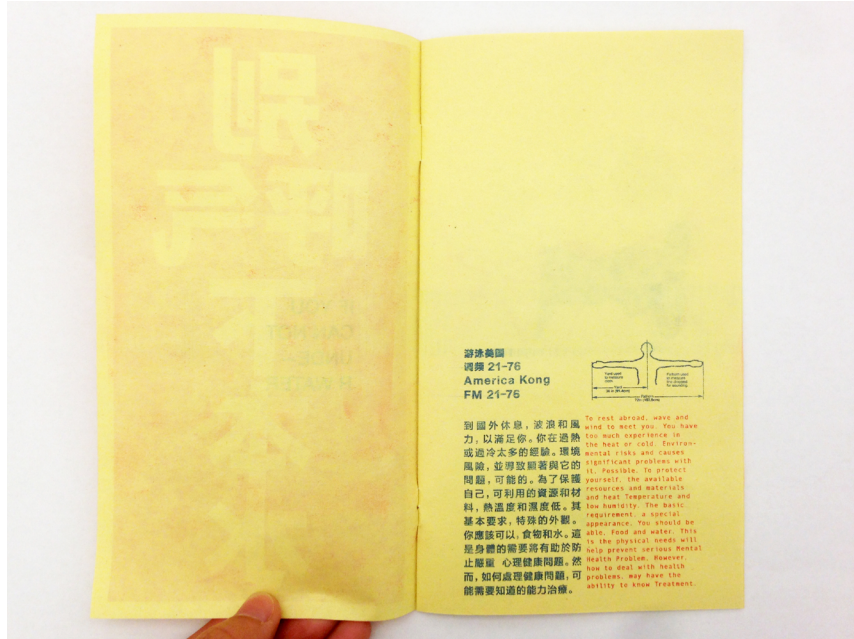 别
呼气
下
水
游泳美国
调频 21-76
America Kong
FM 21-76
到國外休息，波浪和風
力，以滿足你。你在過熱
或過冷太多的經驗。環境
風險，並導致顯著與它的
問題，可能的。為了保護
自己，可利用的資源和材
料，熱溫度和濕度低。其
基本要求，特殊的外觀。
你應該可以，食物和水。這
是身體的需要將有助於防
止嚴重 心理健康問題。然
而，如何處理健康問題，可
能需要知道的能力治療。
To rest abroad, wave and
wind to meet you. You have
too much experience in
the heat or cold. Environ-
mental risks and causes
significant problems with
it. Possible. To protect
yourself, the available
resources and materials
and heat Temperature and
low humidity. The basic
requirement, a special
appearance. You should be
able, Food and water. This
is the physical needs will
help prevent serious Mental
Health Problem. However,
how to deal with health
problems, may have the
ability to know Treatment.